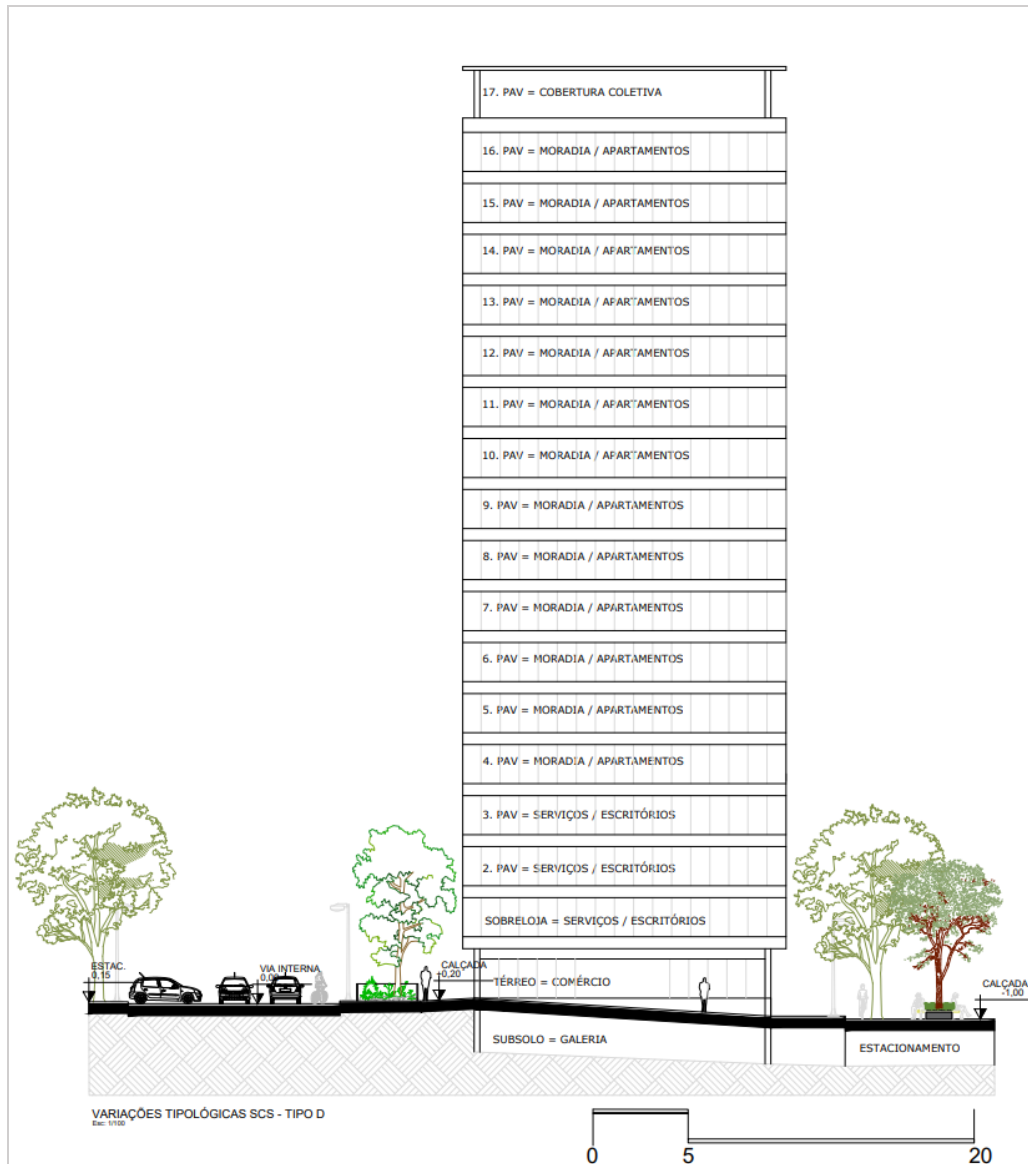 17. PAV = COBERTURA COLETIVA
16. PAV = MORADIA / APARTAMENTOS
15. PAV = MORADIA / APARTAMENTOS
14. PAV = MORADIA / APARTAMENTOS
13. PAV = MORADIA / APARTAMENTOS
12. PAV = MORADIA / APARTAMENTOS
11. PAV = MORADIA / APARTAMENTOS
10. PAV = MORADIA / APARTAMENTOS
9. PAV = MORADIA / APARTAMENTOS
8. PAV = MORADIA / APARTAMENTOS
7. PAV = MORADIA / APARTAMENTOS
6. PAV = MORADIA / APARTAMENTOS
5. PAV = MORADIA / APARTAMENTOS
4. PAV = MORADIA / APARTAMENTOS
3. PAV = SERVIÇOS / ESCRITÓRIOS
2. PAV = SERVIÇOS / ESCRITÓRIOS
SOBRELOJA = SERVIÇOS / ESCRITÓRIOS
ESTAC.
0,15
VIA INTERNA
0,00
CALÇADA
0,20
TÉRREO = COMÉRCIO
CALÇADA
-1,00
SUBSOLO = GALERIA
ESTACIONAMENTO
VARIAÇÕES TIPOLÓGICAS SCS - TIPO D
Esc: 1/100
0 5 20